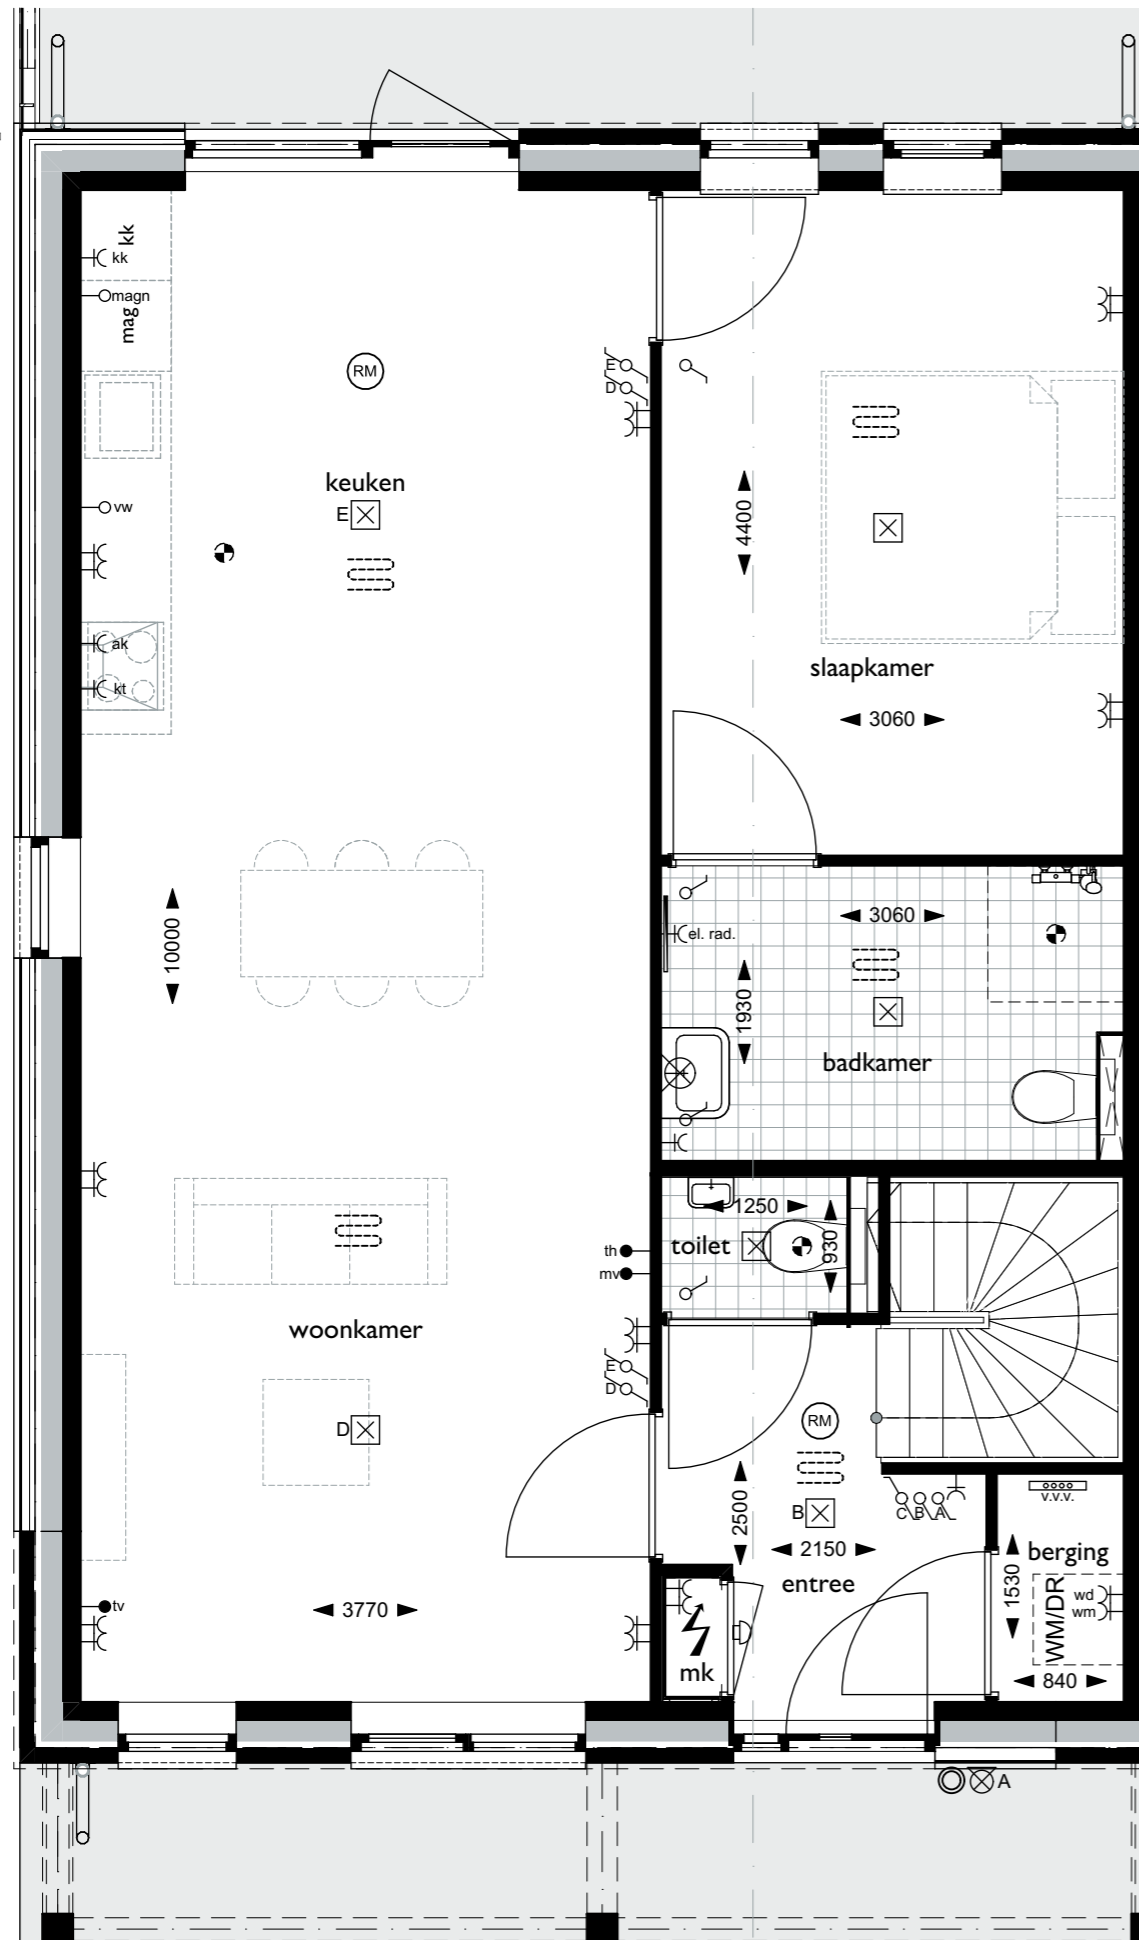 kk
kk
magn
mag
RM
E
D
keuken
E
vw
4400
ak
kt
slaapkamer
3060
10000
3060
el. rad.
1930
badkamer
1250
toilet
930
th
mv
woonkamer
E
D
RM
D
2500
C B A
v.v.v.
B
2150
entree
berging
1530
WM/DR
wd
wm
tv
3770
mk
840
A